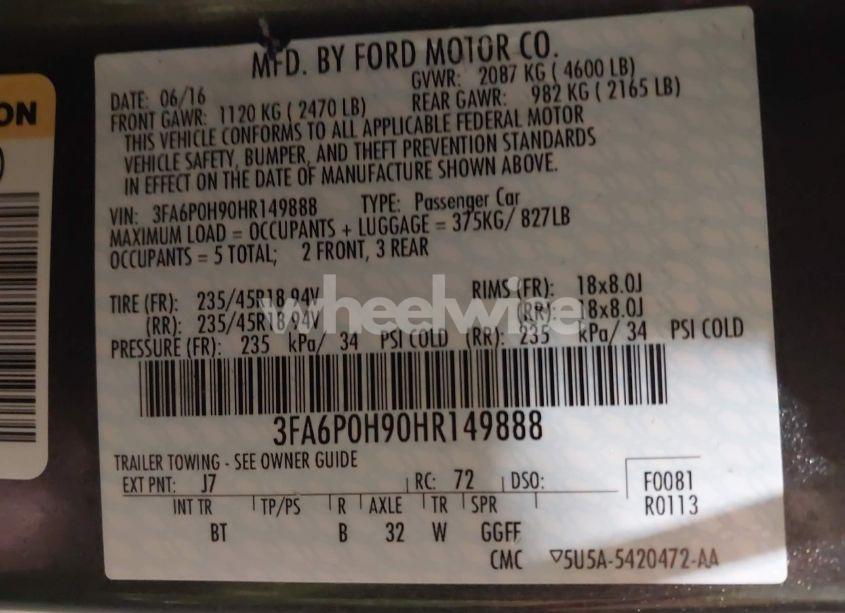 MFD. BY FORD MOTOR CO.
DATE: 06/16 GVWR: 2087 KG ( 4600 LB)
FRONT GAWR: 1120 KG ( 2470 LB) REAR GAWR: 982 KG ( 2165 LB)
THIS VEHICLE CONFORMS TO ALL APPLICABLE FEDERAL MOTOR
VEHICLE SAFETY, BUMPER, AND THEFT PREVENTION STANDARDS
IN EFFECT ON THE DATE OF MANUFACTURE SHOWN ABOVE.
VIN: 3FA6P0H90HR149888 TYPE: Passenger Car
MAXIMUM LOAD = OCCUPANTS + LUGGAGE = 375KG/ 827LB
OCCUPANTS = 5 TOTAL; 2 FRONT, 3 REAR
TIRE (FR): 235/45R18 94V RIMS (FR): 18x8.0J
(RR): 235/45R18 94V (RR): 18x8.0J
PRESSURE (FR): 235 kPa/ 34 PSI COLD (RR): 235 kPa/ 34 PSI COLD
wheelwise
3FA6P0H90HR149888
TRAILER TOWING - SEE OWNER GUIDE
EXT PNT: J7 RC: 72 DSO: F0081
INT TR TP/PS R AXLE TR SPR R0113
BT B 32 W GGFF
CMC ▽5U5A-5420472-AA
ON